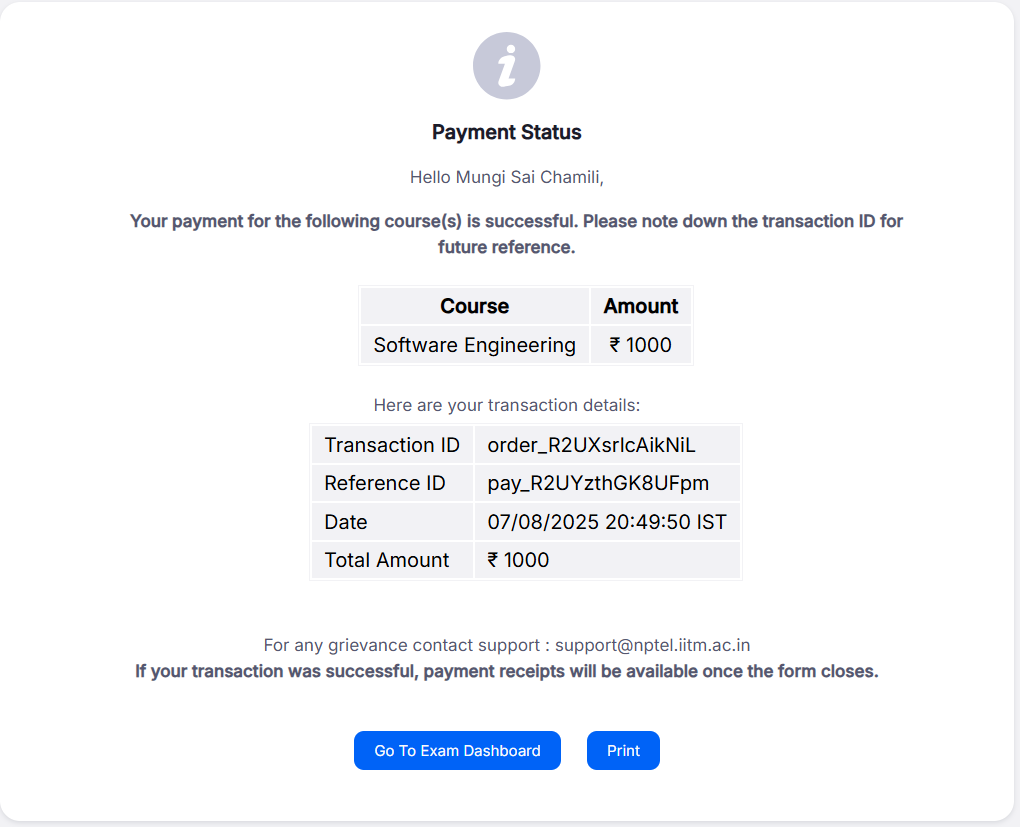 Payment Status
Hello Mungi Sai Chamili,
Your payment for the following course(s) is successful. Please note down the transaction ID for
future reference.
Course Amount
Software Engineering ₹ 1000
Here are your transaction details:
Transaction ID order_R2UXsrlcAikNiL
Reference ID pay_R2UYzthGK8UFpm
Date 07/08/2025 20:49:50 IST
Total Amount ₹ 1000
For any grievance contact support : support@nptel.iitm.ac.in
If your transaction was successful, payment receipts will be available once the form closes.
Go To Exam Dashboard Print